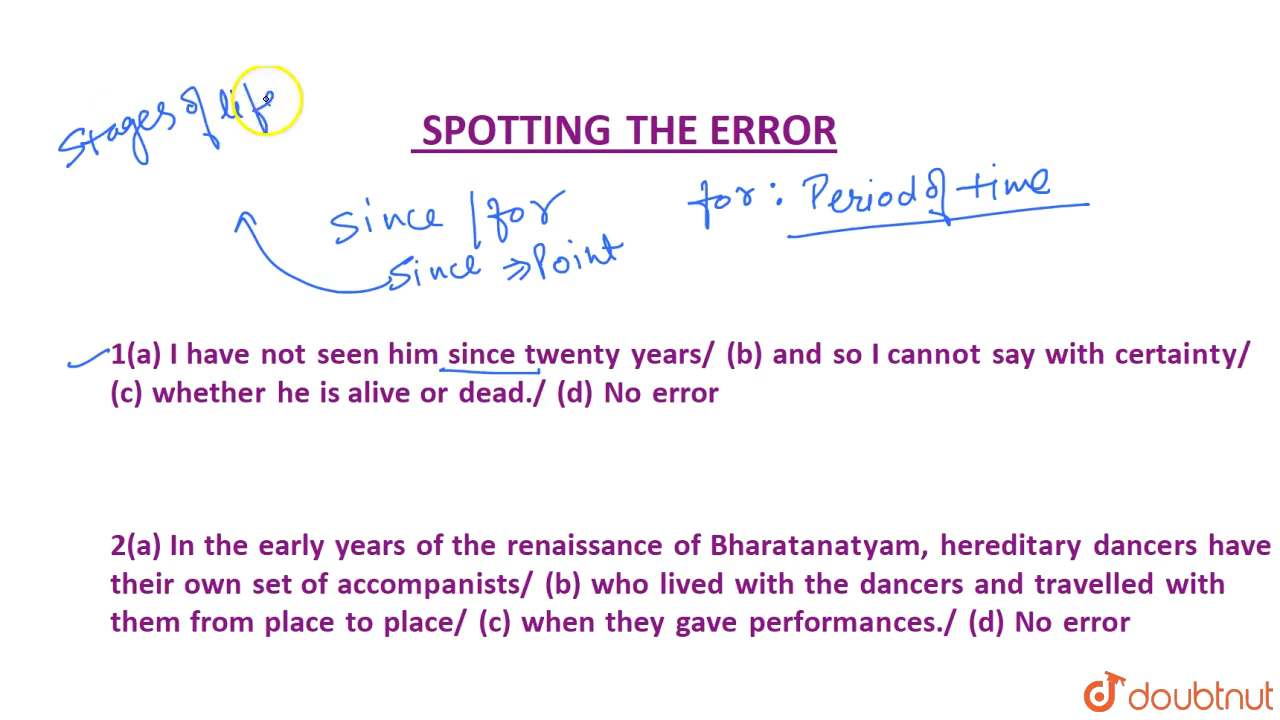 Stages of life
SPOTTING THE ERROR
since / for
for : Period of time
Since ⇒ Point
1(a) I have not seen him since twenty years/ (b) and so I cannot say with certainty/
(c) whether he is alive or dead./ (d) No error
2(a) In the early years of the renaissance of Bharatanatyam, hereditary dancers have
their own set of accompanists/ (b) who lived with the dancers and travelled with
them from place to place/ (c) when they gave performances./ (d) No error
doubtnut